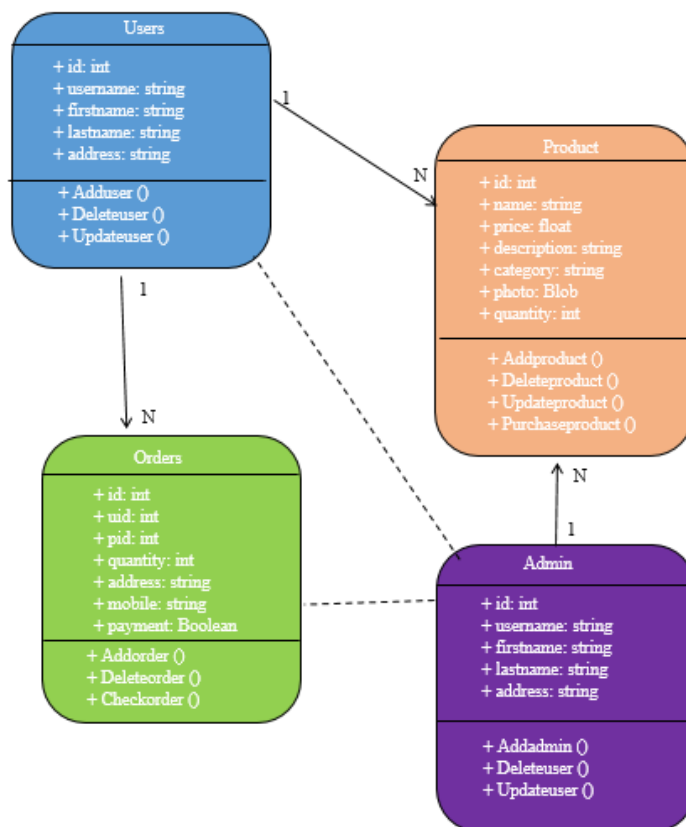 Users
+ id: int
+ username: string
+ firstname: string
+ lastname: string
+ address: string
+ Adduser ()
+ Deleteuser ()
+ Updateuser ()
1
N
1
N
Product
+ id: int
+ name: string
+ price: float
+ description: string
+ category: string
+ photo: Blob
+ quantity: int
+ Addproduct ()
+ Deleteproduct ()
+ Updateproduct ()
+ Purchaseproduct ()
Orders
+ id: int
+ uid: int
+ pid: int
+ quantity: int
+ address: string
+ mobile: string
+ payment: Boolean
+ Addorder ()
+ Deleteorder ()
+ Checkorder ()
N
1
Admin
+ id: int
+ username: string
+ firstname: string
+ lastname: string
+ address: string
+ Addadmin ()
+ Deleteuser ()
+ Updateuser ()